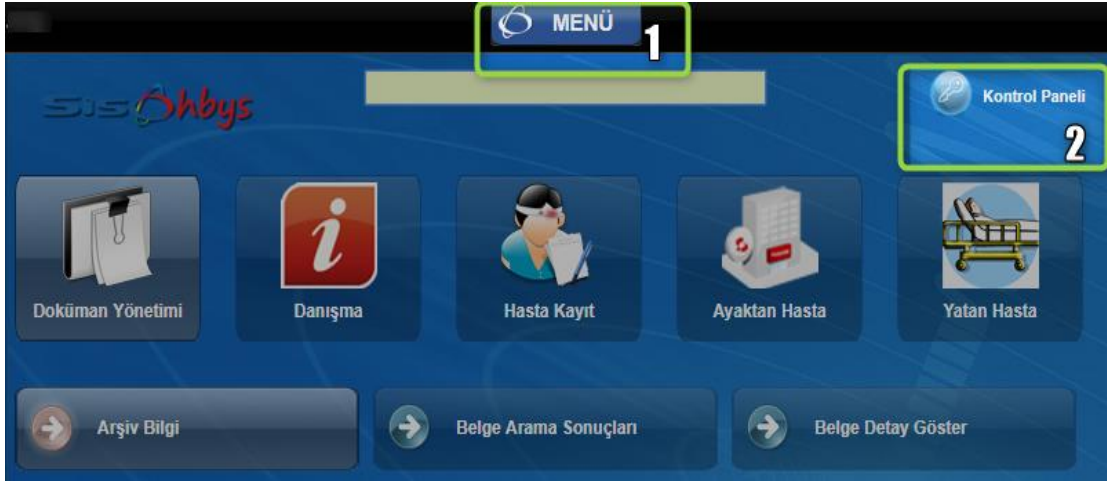 MENÜ
1
Sisohbys
Kontrol Paneli
2
i
Doküman Yönetimi
Danışma
Hasta Kayıt
Ayaktan Hasta
Yatan Hasta
Arşiv Bilgi
Belge Arama Sonuçları
Belge Detay Göster